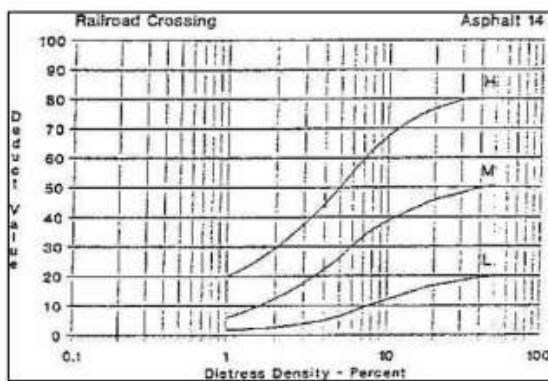 Railroad Crossing Asphalt 14
100
90
80
70
60
50
40
30
20
10
0
Deduct Value
H
M
L
0.1 1 10 100
Distress Density - Percent